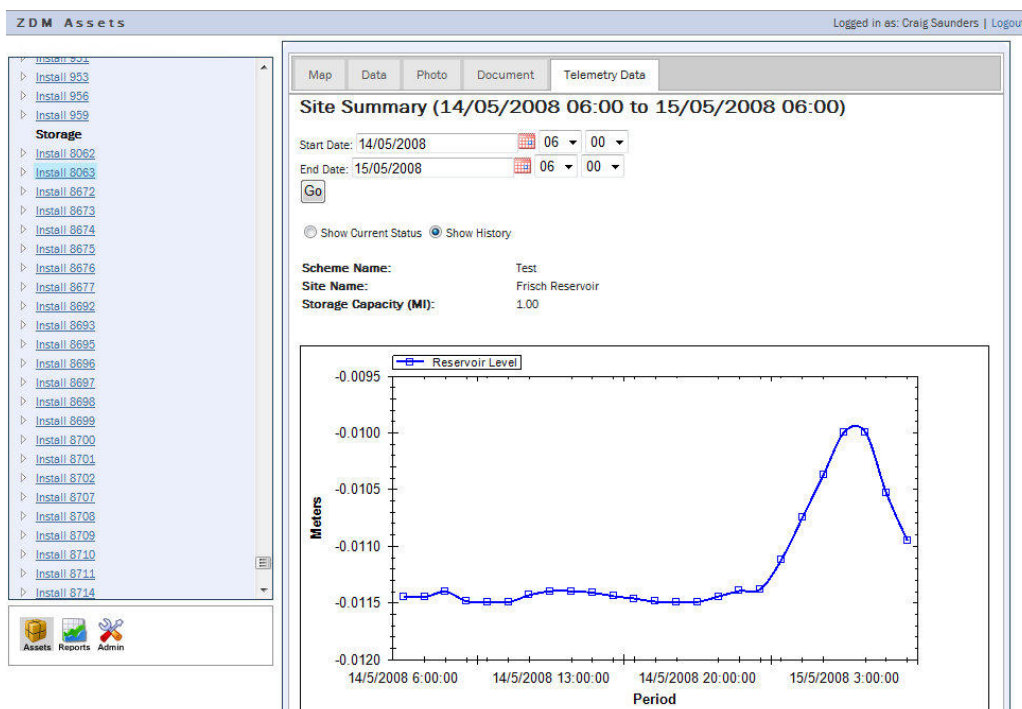 ZDM Assets
Logged in as: Craig Saunders | Logout
Install 951
Install 953
Install 956
Install 959
Storage
Install 8062
Install 8063
Install 8672
Install 8673
Install 8674
Install 8675
Install 8676
Install 8677
Install 8692
Install 8693
Install 8695
Install 8696
Install 8697
Install 8698
Install 8699
Install 8700
Install 8701
Install 8702
Install 8707
Install 8708
Install 8709
Install 8710
Install 8711
Install 8714
Assets Reports Admin
Map Data Photo Document Telemetry Data
Site Summary (14/05/2008 06:00 to 15/05/2008 06:00)
Start Date: 14/05/2008 06 00
End Date: 15/05/2008 06 00
Go
Show Current Status Show History
Scheme Name: Test
Site Name: Frisch Reservoir
Storage Capacity (Ml): 1.00
Reservoir Level
-0.0095
-0.0100
-0.0105
-0.0110
-0.0115
-0.0120
Meters
14/5/2008 6:00:00 14/5/2008 13:00:00 14/5/2008 20:00:00 15/5/2008 3:00:00
Period